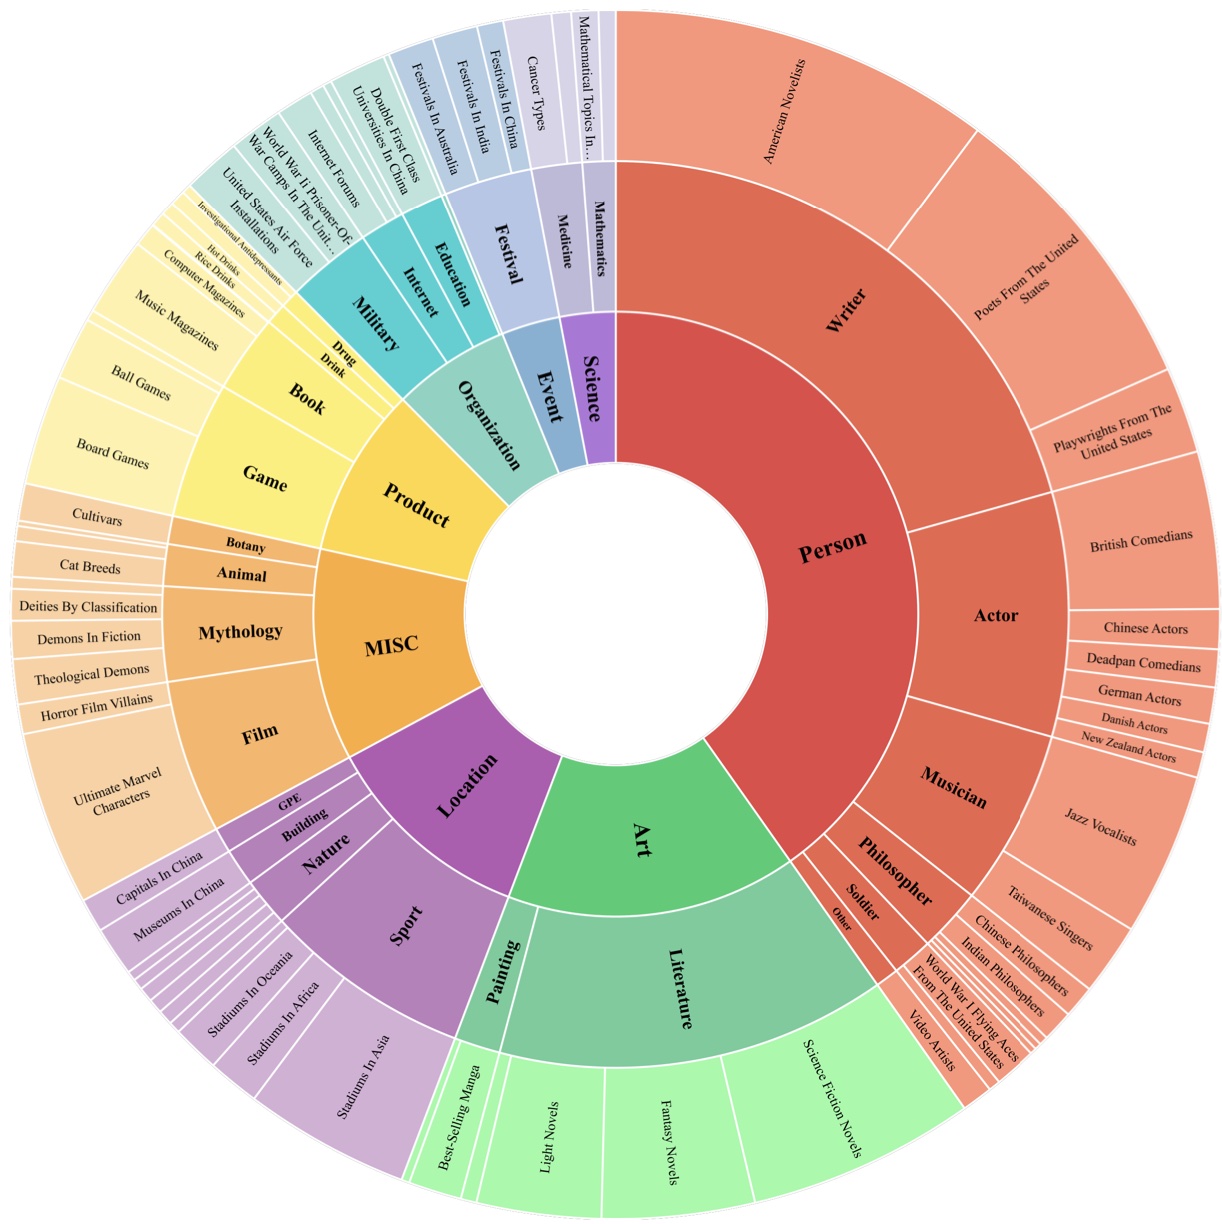 Person
Writer
American Novelists
Poets From The United
States
Playwrights From The
United States
Actor
British Comedians
Chinese Actors
Deadpan Comedians
German Actors
Danish Actors
New Zealand Actors
Musician
Jazz Vocalists
Taiwanese Singers
Philosopher
Chinese Philosophers
Indian Philosophers
Soldier
World War I Flying Aces
From The United States
Other
Video Artists
Art
Literature
Science Fiction Novels
Fantasy Novels
Light Novels
Painting
Best-Selling Manga
Location
Sport
Stadiums In Asia
Stadiums In Africa
Stadiums In Oceania
Nature
Building
Museums In China
GPE
Capitals In China
MISC
Film
Ultimate Marvel
Characters
Horror Film Villains
Mythology
Theological Demons
Demons In Fiction
Deities By Classification
Animal
Cat Breeds
Botany
Cultivars
Product
Game
Board Games
Ball Games
Book
Music Magazines
Computer Magazines
Drink
Rice Drinks
Hot Drinks
Drug
Investigational Antidepressants
Organization
Military
United States Air Force
Installations
World War Ii Prisoner-Of-
War Camps In The Unit…
Internet
Internet Forums
Education
Double First Class
Universities In China
Event
Festival
Festivals In Australia
Festivals In India
Festivals In China
Science
Medicine
Cancer Types
Mathematics
Mathematical Topics In…